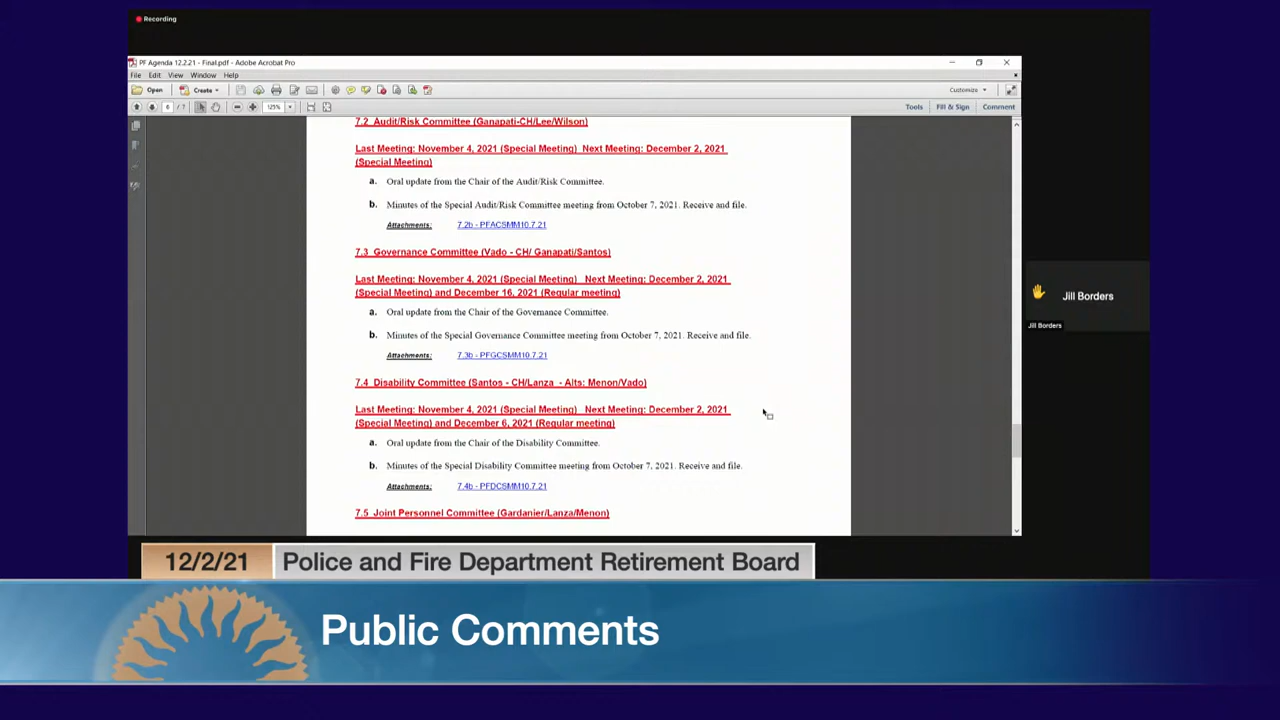 Recording
PF Agenda 12.2.21 - Final.pdf - Adobe Acrobat Pro
File Edit View Window Help
Open Create Customize
6 / 7 125% Tools Fill & Sign Comment
7.2 Audit/Risk Committee (Ganapati-CH/Lee/Wilson)
Last Meeting: November 4, 2021 (Special Meeting) Next Meeting: December 2, 2021
(Special Meeting)
a. Oral update from the Chair of the Audit/Risk Committee.
b. Minutes of the Special Audit/Risk Committee meeting from October 7, 2021. Receive and file.
Attachments: 7.2b - PFACSMM10.7.21
7.3 Governance Committee (Vado - CH/ Ganapati/Santos)
Last Meeting: November 4, 2021 (Special Meeting) Next Meeting: December 2, 2021
(Special Meeting) and December 16, 2021 (Regular meeting)
a. Oral update from the Chair of the Governance Committee.
b. Minutes of the Special Governance Committee meeting from October 7, 2021. Receive and file.
Attachments: 7.3b - PFGCSMM10.7.21
7.4 Disability Committee (Santos - CH/Lanza - Alts: Menon/Vado)
Last Meeting: November 4, 2021 (Special Meeting) Next Meeting: December 2, 2021
(Special Meeting) and December 6, 2021 (Regular meeting)
a. Oral update from the Chair of the Disability Committee.
b. Minutes of the Special Disability Committee meeting from October 7, 2021. Receive and file.
Attachments: 7.4b - PFDCSMM10.7.21
7.5 Joint Personnel Committee (Gardanier/Lanza/Menon)
Jill Borders
Jill Borders
12/2/21 Police and Fire Department Retirement Board
Public Comments